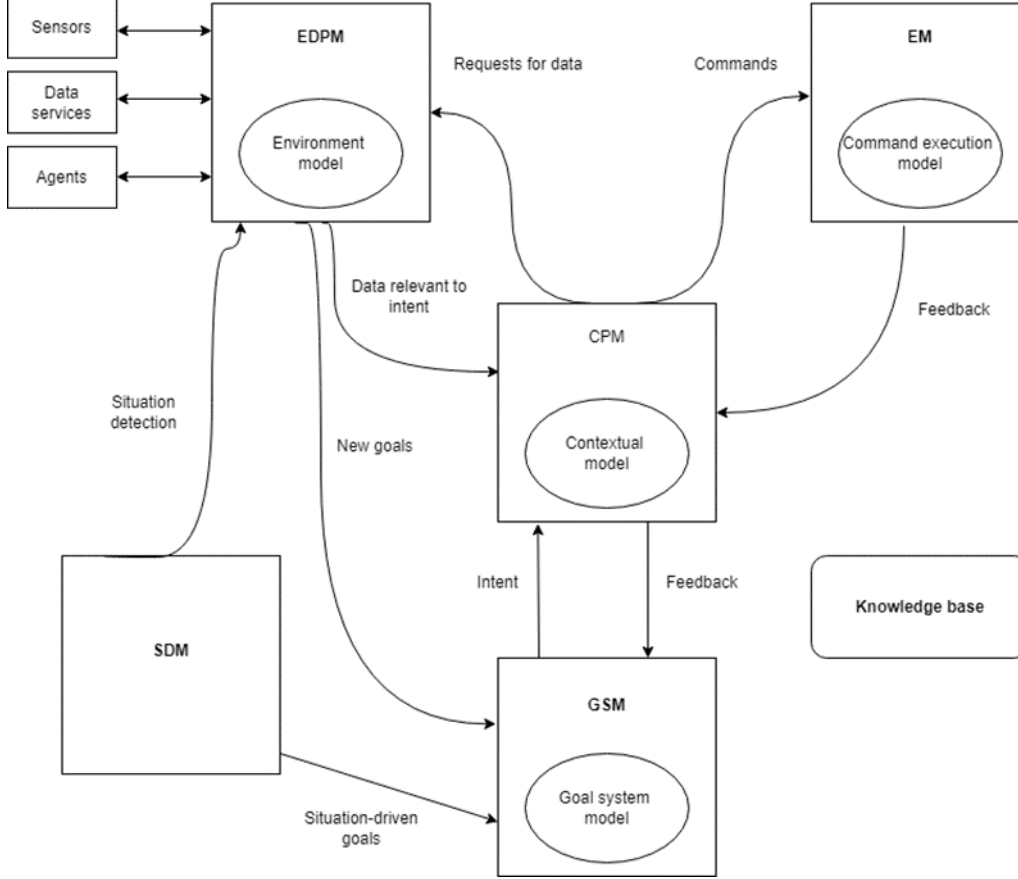 Sensors
EDPM
EM
Requests for data
Commands
Data
services
Environment
model
Command execution
model
Agents
Data relevant to
intent
Feedback
CPM
Situation
detection
New goals
Contextual
model
Intent
Feedback
Knowledge base
SDM
GSM
Goal system
model
Situation-driven
goals